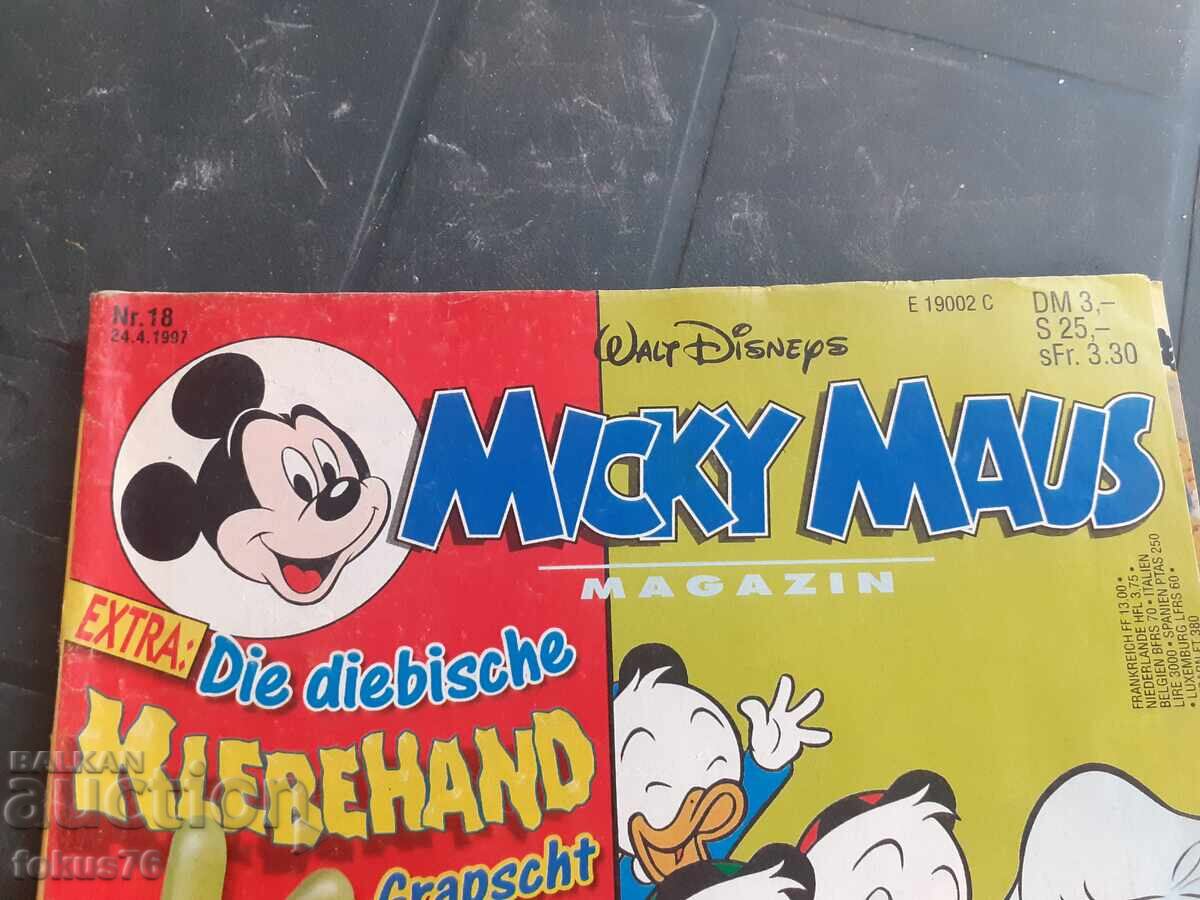 Nr. 18
24.4.1997
E 19002 C
DM 3,-
S 25,-
sFr. 3.30
WALT DISNEYS
MICKY MAUS
MAGAZIN
EXTRA:
Die diebische
KLEBEHAND
Grapscht
FRANKREICH FF 13.00 •
NIEDERLANDE HFL 3,75 •
BELGIEN BFRS 70 • ITALIEN
LIRE 3000 • SPANIEN PTAS 250
• LUXEMBURG LFRS 60 •
BALKAN
auction
fokus76